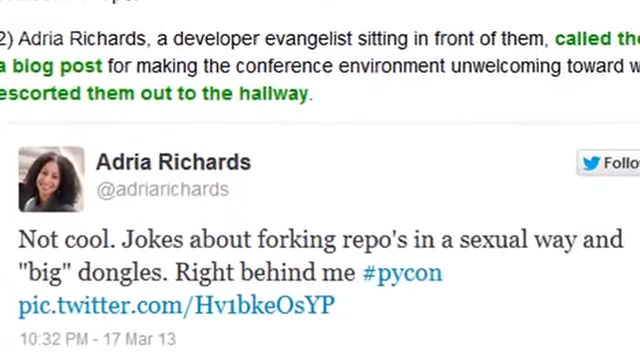 2) Adria Richards, a developer evangelist sitting in front of them, called
a blog post for making the conference environment unwelcoming toward
escorted them out to the hallway.
Adria Richards
@adriarichards
Not cool. Jokes about forking repo's in a sexual way and
"big" dongles. Right behind me #pycon
pic.twitter.com/Hv1bkeOsYP
10:32 PM - 17 Mar 13